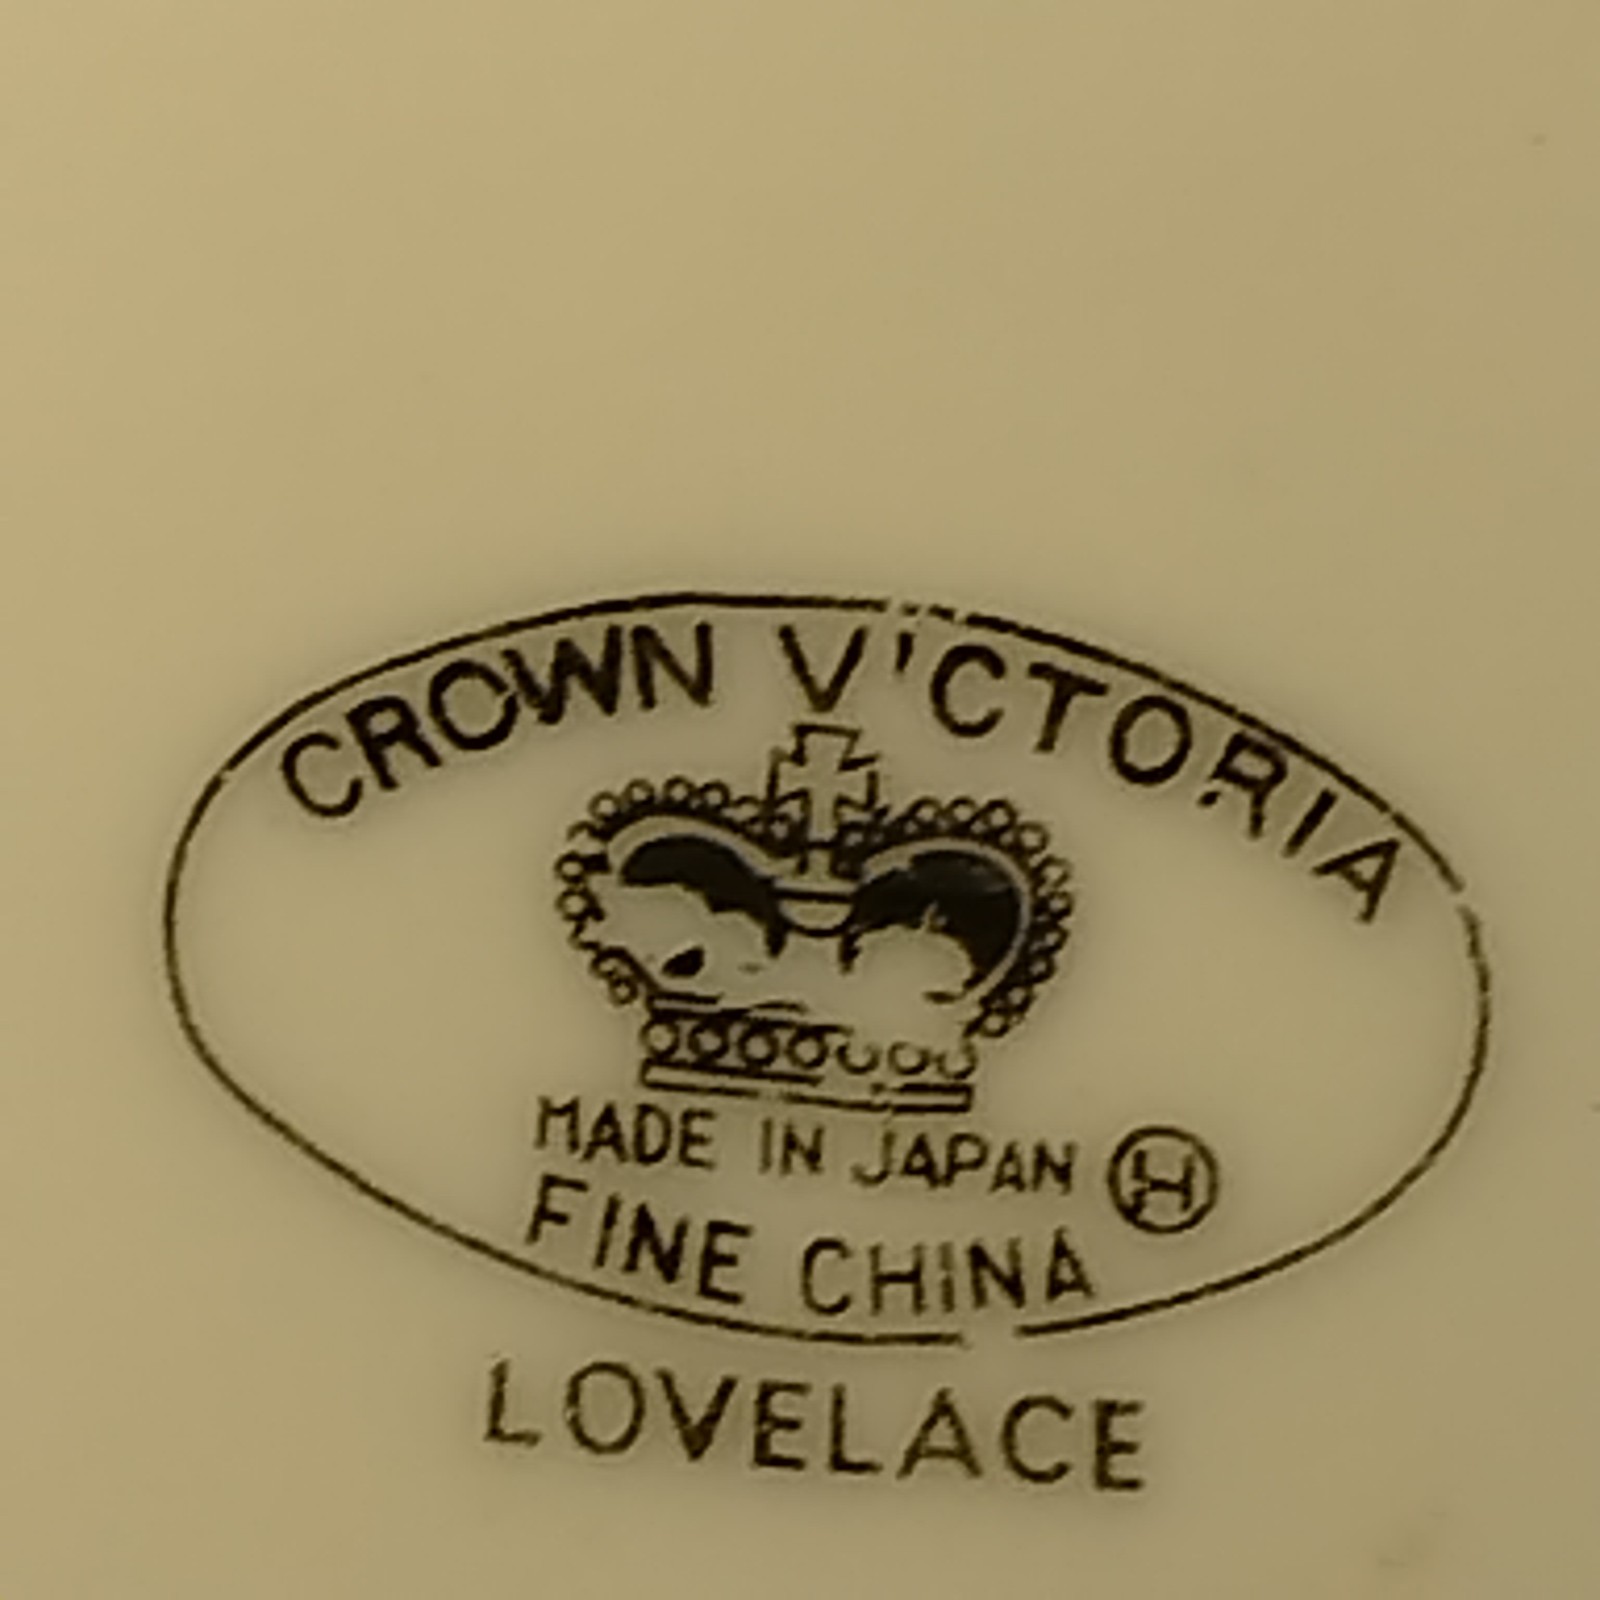 CROWN VICTORIA
MADE IN JAPAN H
FINE CHINA
LOVELACE